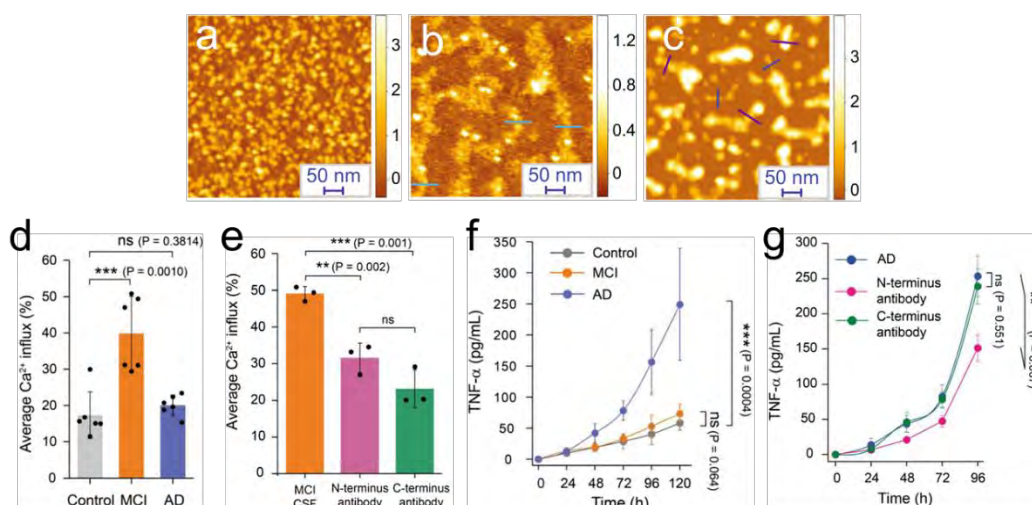 a
3
2
1
0
50 nm
b
1.2
0.8
0.4
0
50 nm
c
3
2
1
0
50 nm
d
ns (P = 0.3814)
*** (P = 0.0010)
60
50
40
30
20
10
0
Average Ca²⁺ influx (%)
Control MCI AD
e
*** (P = 0.001)
** (P = 0.002)
ns
60
50
40
30
20
10
0
Average Ca²⁺ influx (%)
MCI
CSF
N-terminus
antibody
C-terminus
antibody
f
350
300
250
200
150
100
50
0
TNF-α (pg/mL)
Control
MCI
AD
*** (P = 0.0004)
ns (P = 0.064)
0 24 48 72 96 120
Time (h)
g
300
250
200
150
100
50
0
TNF-α (pg/mL)
AD
N-terminus
antibody
C-terminus
antibody
ns
(P = 0.551)
0 24 48 72 96
Time (h)